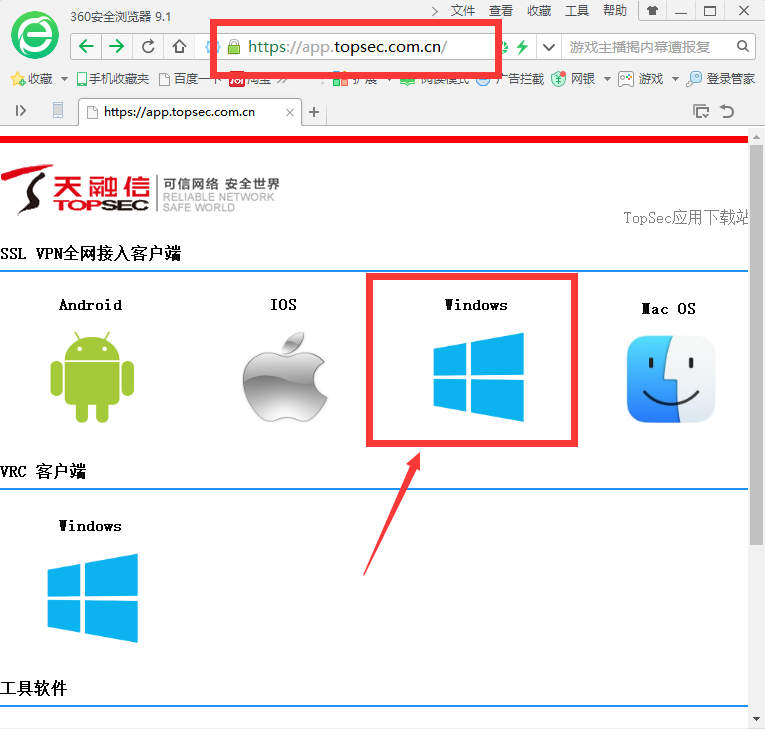 360安全浏览器 9.1
文件 查看 收藏 工具 帮助
https://app.topsec.com.cn/
游戏主播揭内幕遭报复
收藏 手机收藏夹 百度一 淘宝 扩展 阅读模式 广告拦截 网银 游戏 登录管家
https://app.topsec.com.cn
天融信 TOPSEC
可信网络 安全世界
RELIABLE NETWORK
SAFE WORLD
TopSec应用下载站
SSL VPN全网接入客户端
Android IOS Windows Mac OS
VRC 客户端
Windows
工具软件